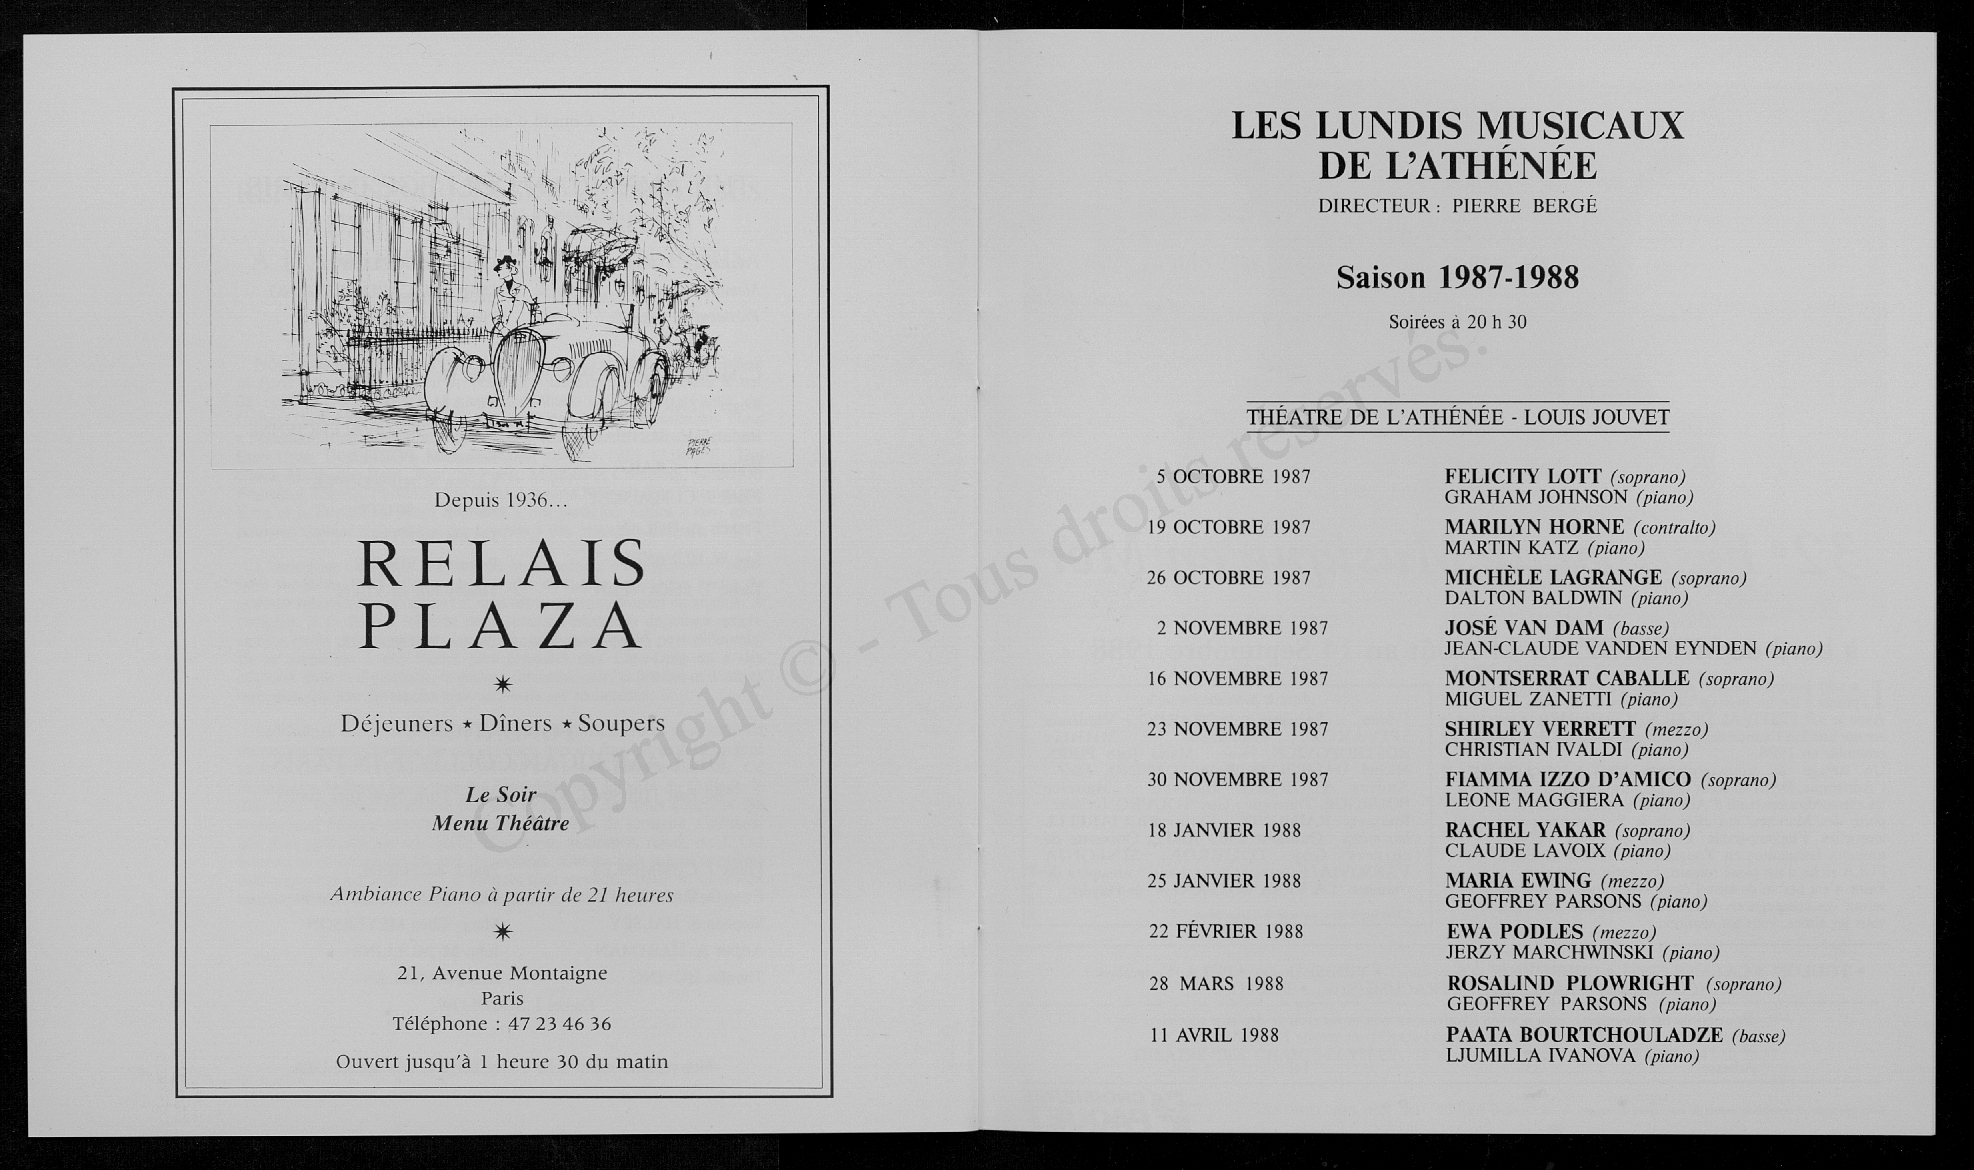 PIERRE
PAGÈS
Depuis 1936...
RELAIS
PLAZA
Déjeuners ★ Dîners ★ Soupers
Le Soir
Menu Théâtre
Ambiance Piano à partir de 21 heures
21, Avenue Montaigne
Paris
Téléphone : 47 23 46 36
Ouvert jusqu'à 1 heure 30 du matin
LES LUNDIS MUSICAUX
DE L'ATHÉNÉE
DIRECTEUR : PIERRE BERGÉ
Saison 1987-1988
Soirées à 20 h 30
THÉATRE DE L'ATHÉNÉE - LOUIS JOUVET
5 OCTOBRE 1987 FELICITY LOTT (soprano)
GRAHAM JOHNSON (piano)
19 OCTOBRE 1987 MARILYN HORNE (contralto)
MARTIN KATZ (piano)
26 OCTOBRE 1987 MICHÈLE LAGRANGE (soprano)
DALTON BALDWIN (piano)
2 NOVEMBRE 1987 JOSÉ VAN DAM (basse)
JEAN-CLAUDE VANDEN EYNDEN (piano)
16 NOVEMBRE 1987 MONTSERRAT CABALLE (soprano)
MIGUEL ZANETTI (piano)
23 NOVEMBRE 1987 SHIRLEY VERRETT (mezzo)
CHRISTIAN IVALDI (piano)
30 NOVEMBRE 1987 FIAMMA IZZO D'AMICO (soprano)
LEONE MAGGIERA (piano)
18 JANVIER 1988 RACHEL YAKAR (soprano)
CLAUDE LAVOIX (piano)
25 JANVIER 1988 MARIA EWING (mezzo)
GEOFFREY PARSONS (piano)
22 FÉVRIER 1988 EWA PODLES (mezzo)
JERZY MARCHWINSKI (piano)
28 MARS 1988 ROSALIND PLOWRIGHT (soprano)
GEOFFREY PARSONS (piano)
11 AVRIL 1988 PAATA BOURTCHOULADZE (basse)
LJUMILLA IVANOVA (piano)
Copyright © - Tous droits réservés.